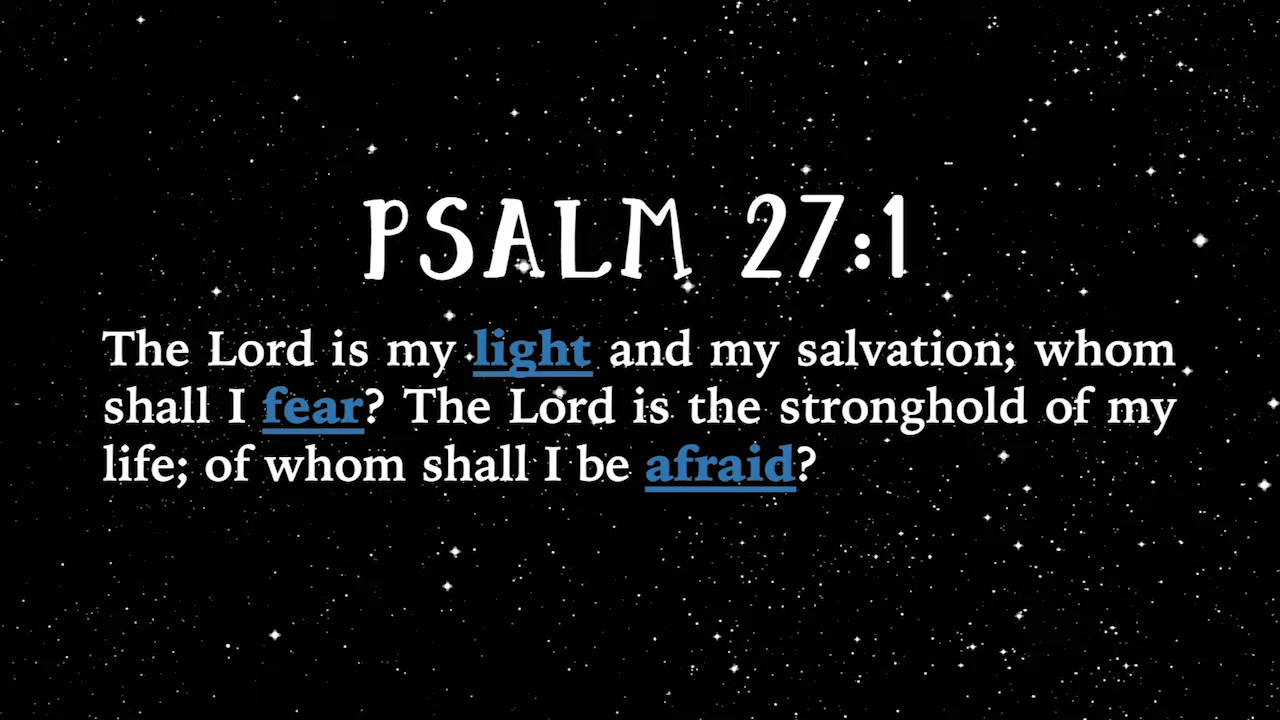 PSALM 27:1
The Lord is my light and my salvation; whom
shall I fear? The Lord is the stronghold of my
life; of whom shall I be afraid?